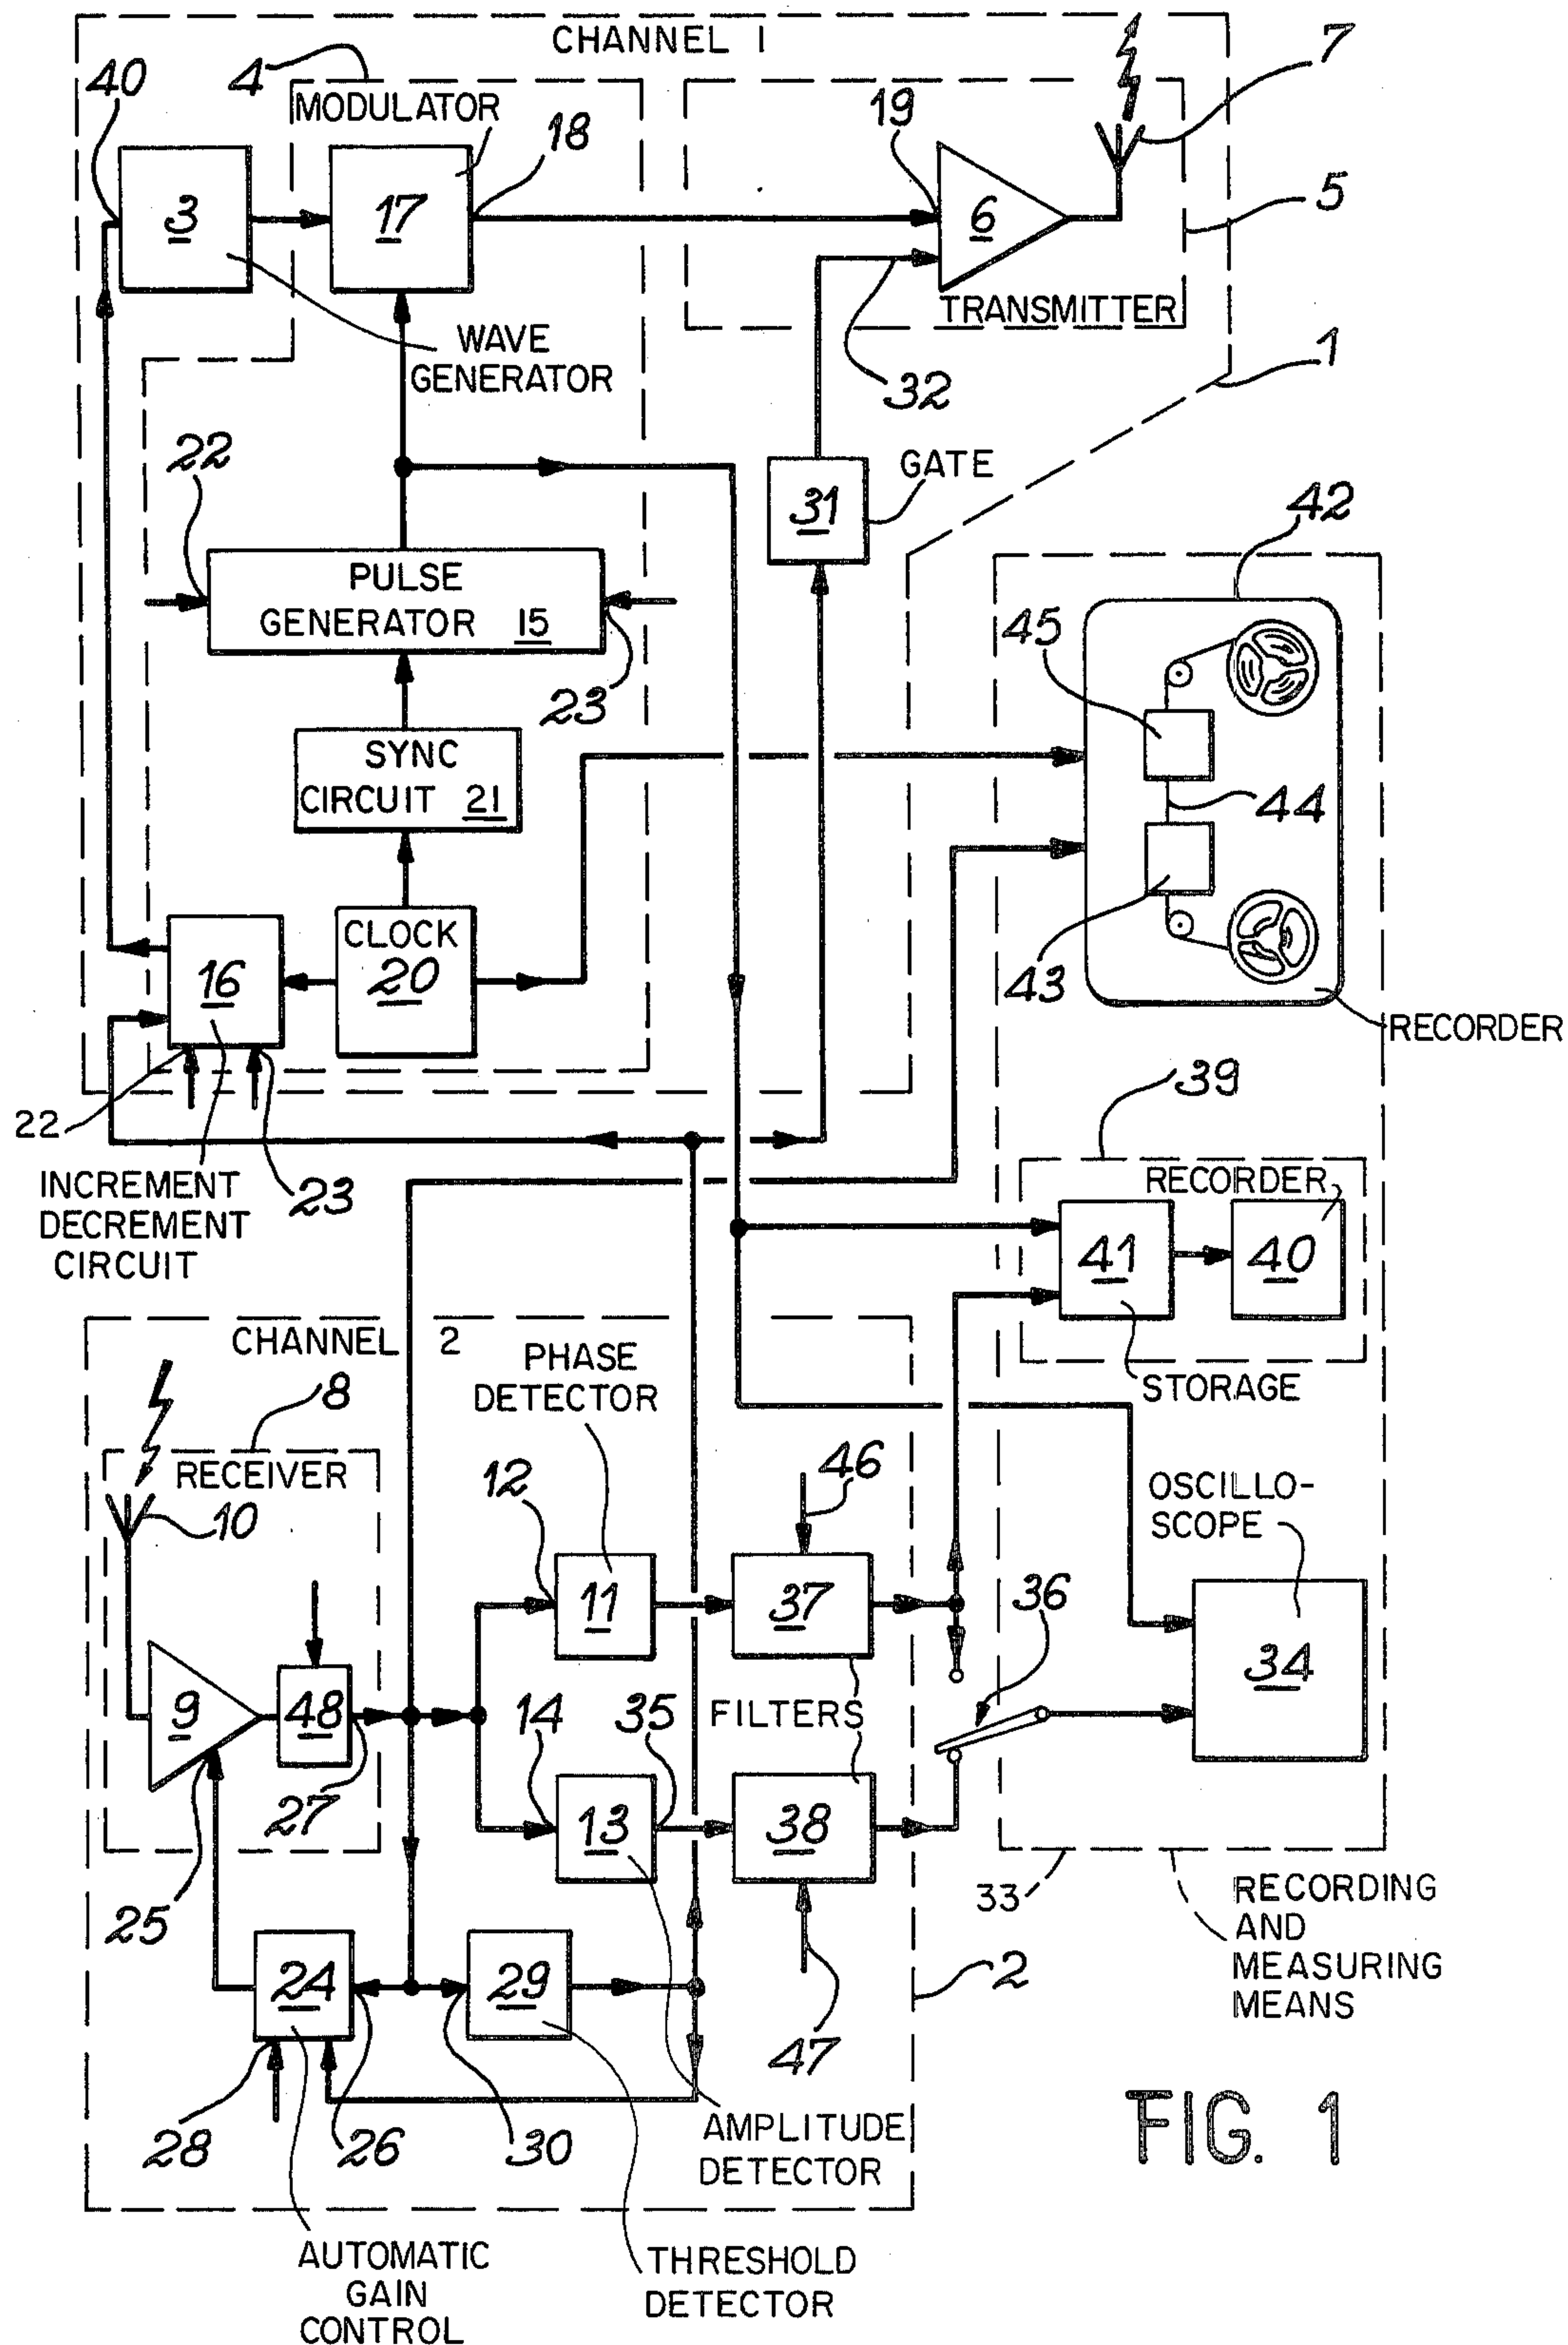 CHANNEL 1
7
40
4
MODULATOR
18
19
3
17
6
5
TRANSMITTER
WAVE
GENERATOR
32
1
22
GATE
31
42
PULSE
GENERATOR 15
45
23
SYNC
CIRCUIT 21
44
CLOCK
20
16
43
RECORDER
22
39
INCREMENT
DECREMENT
CIRCUIT
23
RECORDER
41
40
CHANNEL 2
PHASE
DETECTOR
STORAGE
8
RECEIVER
10
12
46
OSCILLO-
SCOPE
11
37
36
34
9
48
14
35
FILTERS
27
13
38
25
33
RECORDING
AND
MEASURING
MEANS
24
29
2
47
28
26
30
AMPLITUDE
DETECTOR
FIG. 1
AUTOMATIC
GAIN
CONTROL
THRESHOLD
DETECTOR